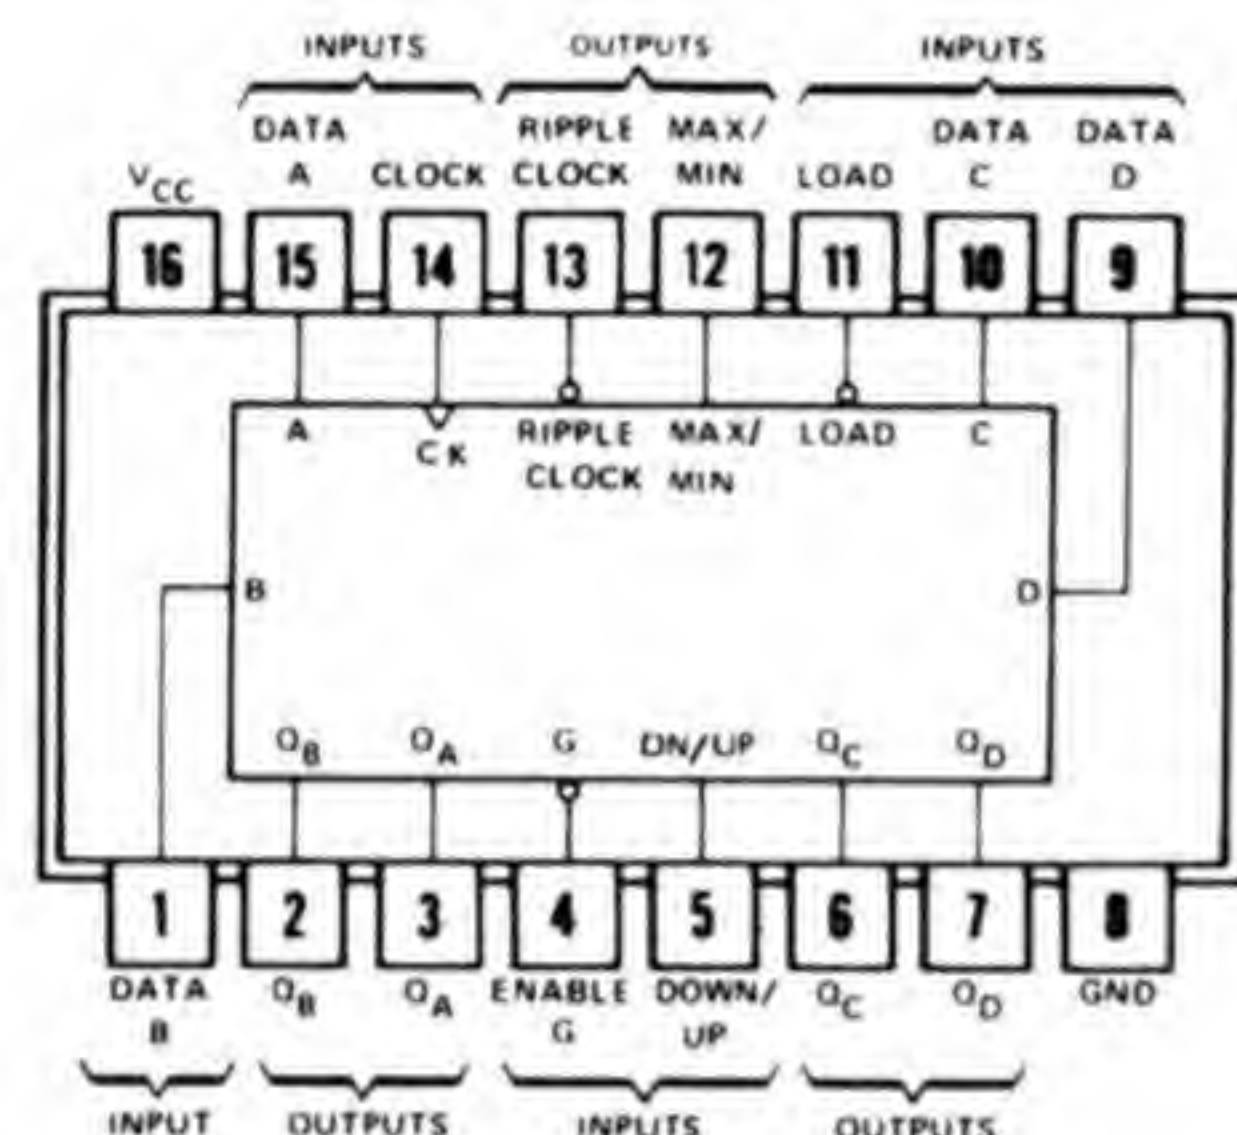 INPUTS OUTPUTS INPUTS
DATA RIPPLE MAX/ DATA DATA
VCC A CLOCK CLOCK MIN LOAD C D
16 15 14 13 12 11 10 9
A CK RIPPLE MAX/ LOAD C
CLOCK MIN
B D
QB QA G DN/UP QC QD
1 2 3 4 5 6 7 8
DATA QB QA ENABLE DOWN/ QC QD GND
B G UP
INPUT OUTPUTS INPUTS OUTPUTS